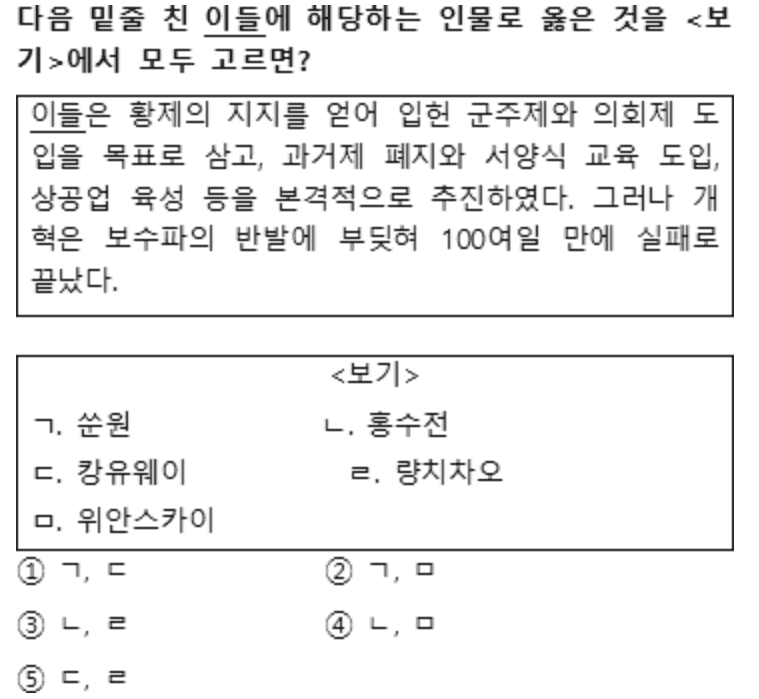 다음 밑줄 친 이들에 해당하는 인물로 옳은 것을 <보
기>에서 모두 고르면?
이들은 황제의 지지를 얻어 입헌 군주제와 의회제 도
입을 목표로 삼고, 과거제 폐지와 서양식 교육 도입,
상공업 육성 등을 본격적으로 추진하였다. 그러나 개
혁은 보수파의 반발에 부딪혀 100여일 만에 실패로
끝났다.
<보기>
ㄱ. 쑨원 ㄴ. 홍수전
ㄷ. 캉유웨이 ㄹ. 량치차오
ㅁ. 위안스카이
① ㄱ, ㄷ ② ㄱ, ㅁ
③ ㄴ, ㄹ ④ ㄴ, ㅁ
⑤ ㄷ, ㄹ